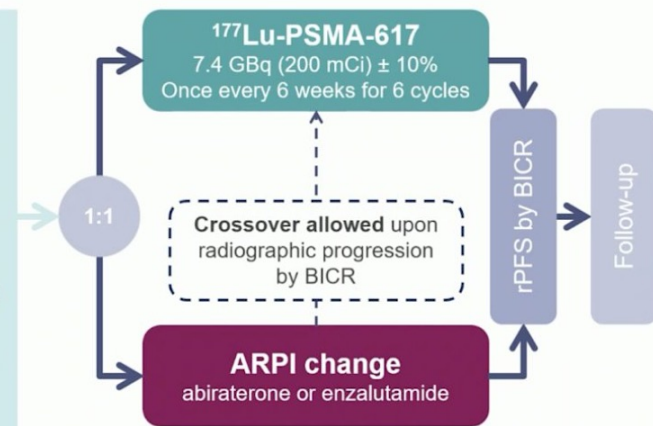 ¹⁷⁷Lu-PSMA-617
7.4 GBq (200 mCi) ± 10%
Once every 6 weeks for 6 cycles
1:1
Crossover allowed upon
radiographic progression
by BICR
ARPI change
abiraterone or enzalutamide
rPFS by BICR
Follow-up